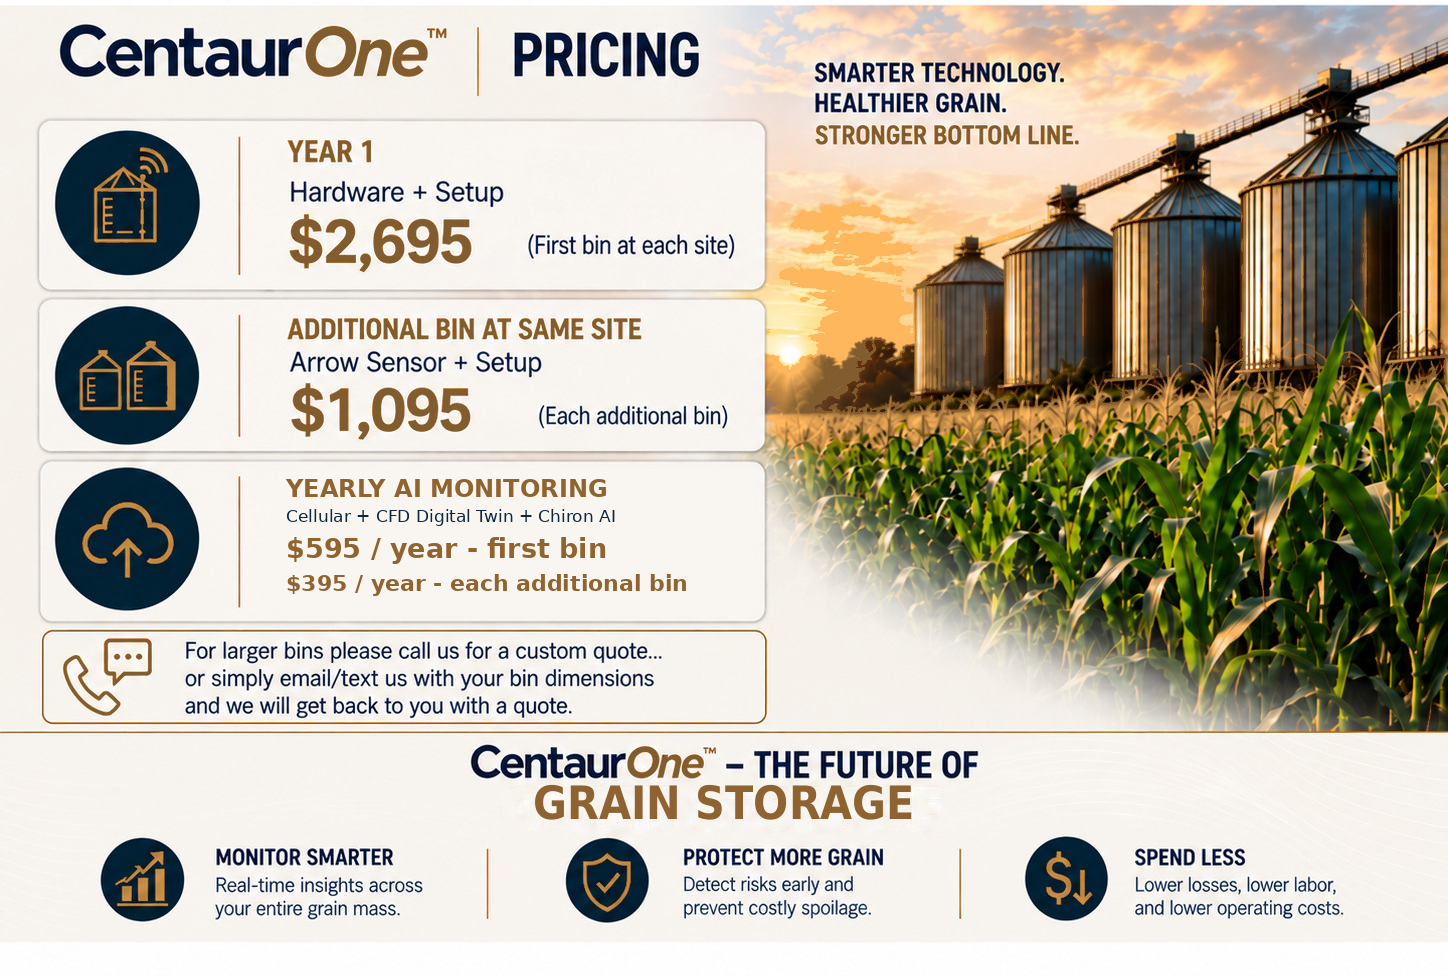 CentaurOne™ | PRICING
SMARTER TECHNOLOGY.
HEALTHIER GRAIN.
STRONGER BOTTOM LINE.
YEAR 1
Hardware + Setup
$2,695 (First bin at each site)
ADDITIONAL BIN AT SAME SITE
Arrow Sensor + Setup
$1,095 (Each additional bin)
YEARLY AI MONITORING
Cellular + CFD Digital Twin + Chiron AI
$595 / year - first bin
$395 / year - each additional bin
For larger bins please call us for a custom quote...
or simply email/text us with your bin dimensions
and we will get back to you with a quote.
CentaurOne™ – THE FUTURE OF
GRAIN STORAGE
MONITOR SMARTER
Real-time insights across
your entire grain mass.
PROTECT MORE GRAIN
Detect risks early and
prevent costly spoilage.
SPEND LESS
Lower losses, lower labor,
and lower operating costs.